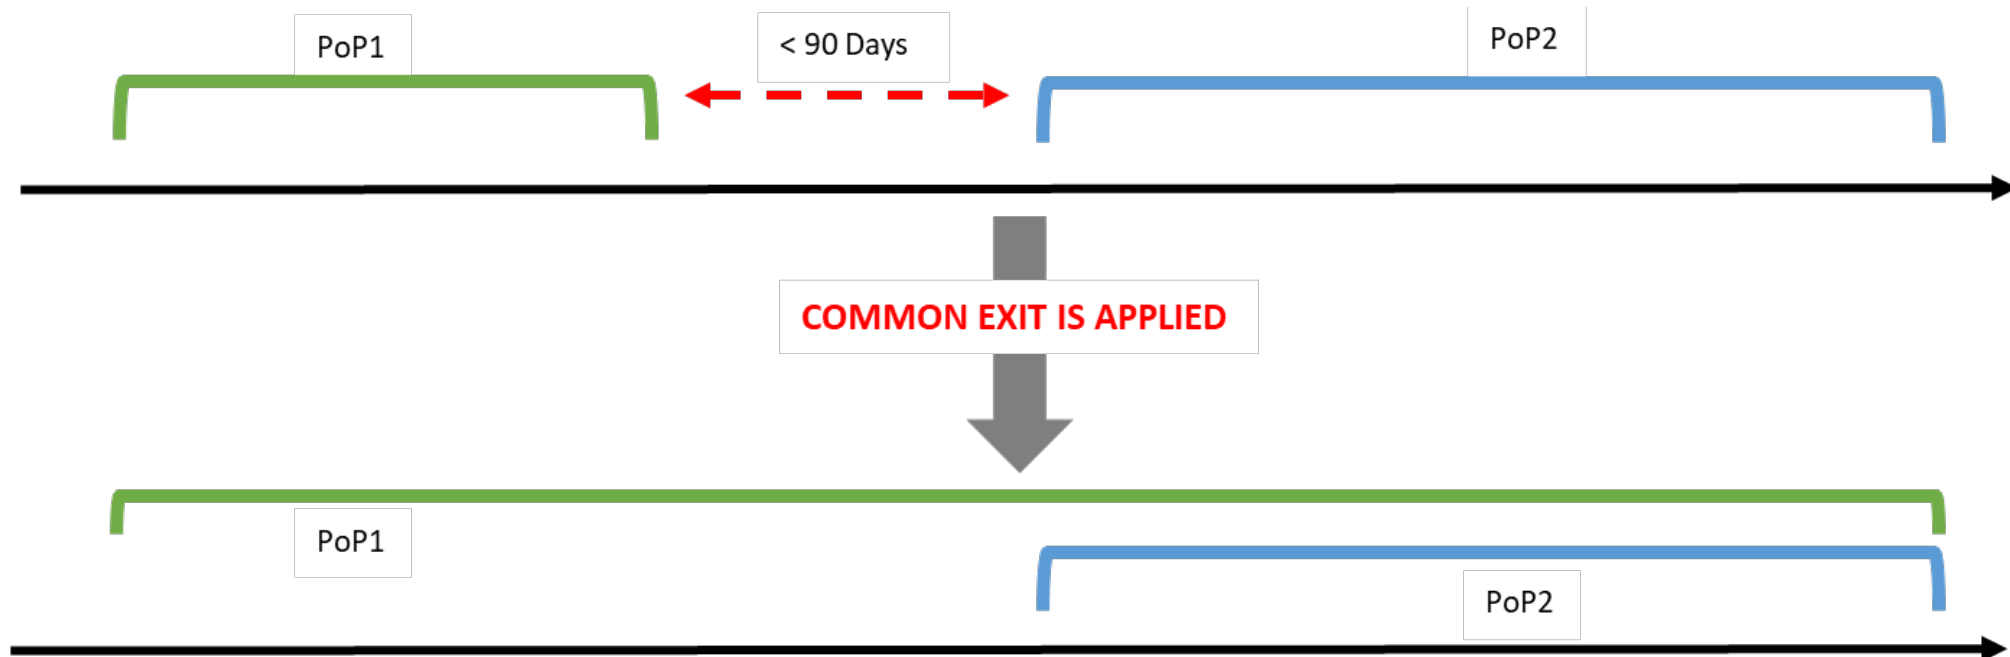 PoP1
< 90 Days
PoP2
COMMON EXIT IS APPLIED
PoP1
PoP2